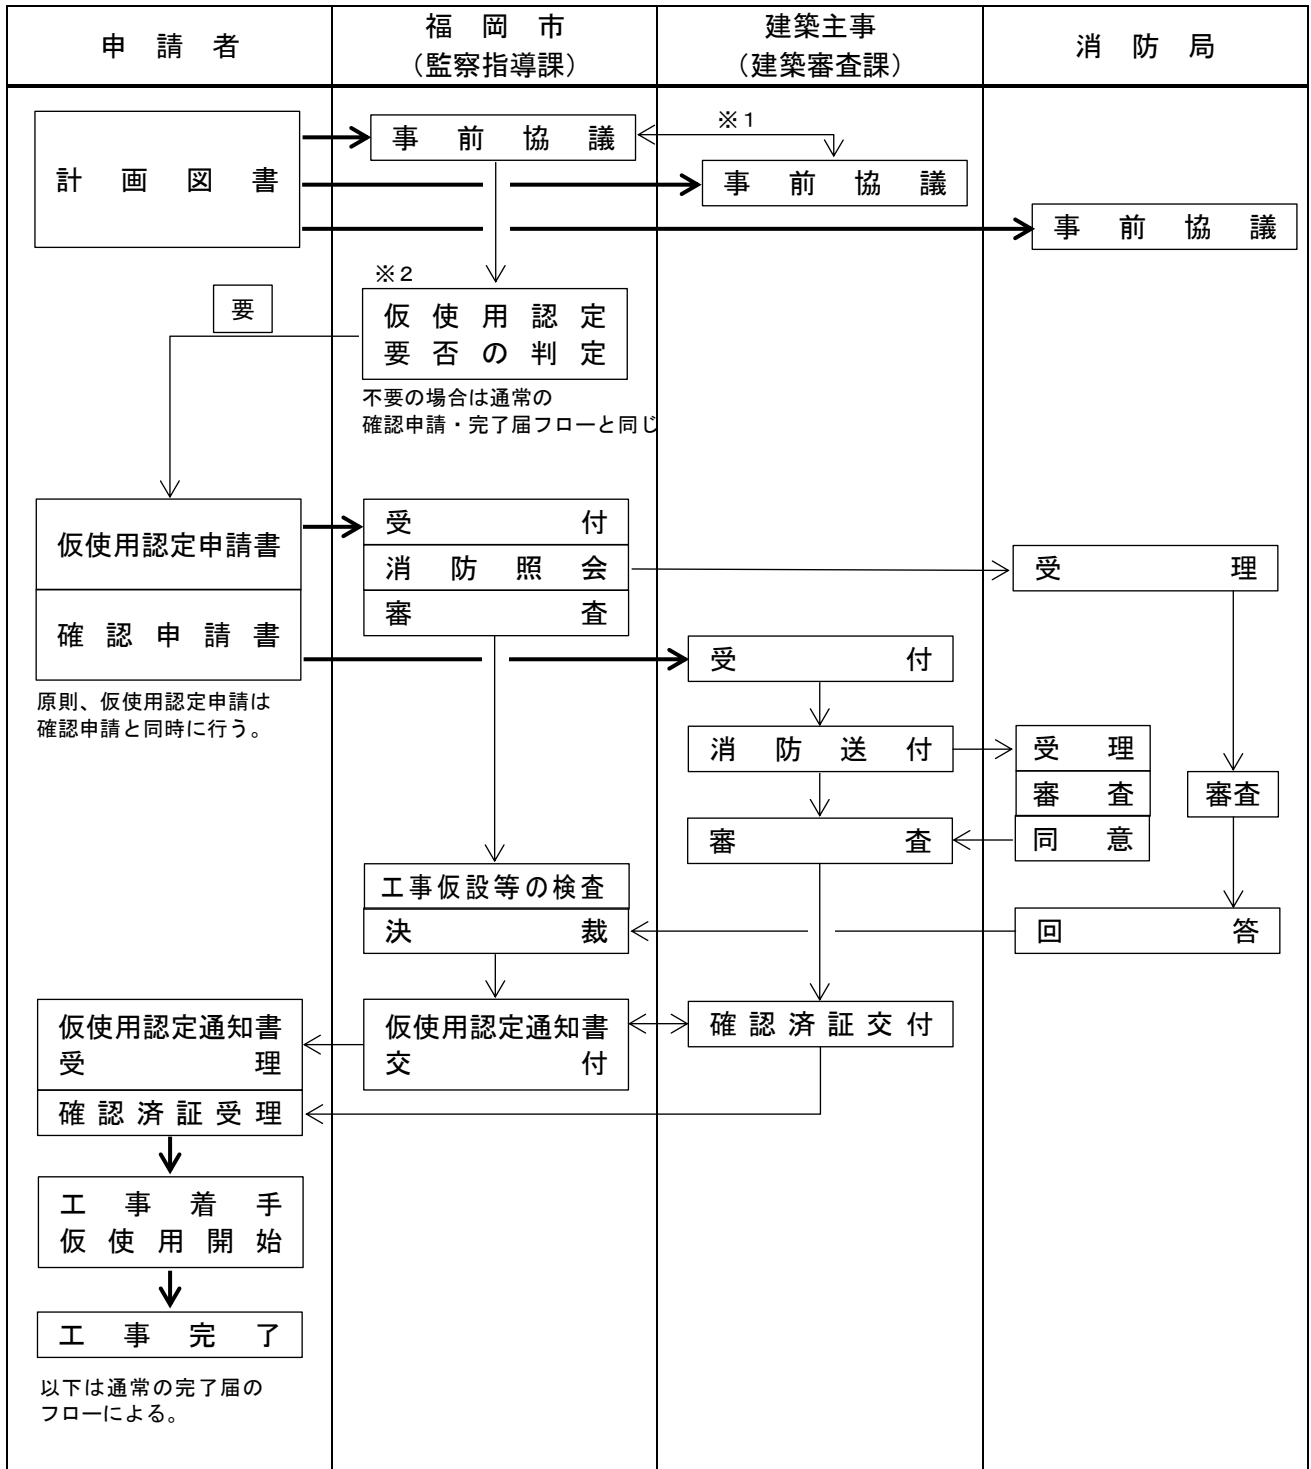 申請者
福岡市
（監察指導課）
建築主事
（建築審査課）
消防局
計画図書
事前協議
※1
事前協議
事前協議
※2
要
仮使用認定
要否の判定
不要の場合は通常の
確認申請・完了届フローと同じ
仮使用認定申請書
確認申請書
原則、仮使用認定申請は
確認申請と同時に行う。
受付
消防照会
審査
受理
受付
消防送付
受理
審査
同意
審査
審査
工事仮設等の検査
決裁
回答
仮使用認定通知書
受理
確認済証受理
仮使用認定通知書
交付
確認済証交付
工事着手
仮使用開始
工事完了
以下は通常の完了届の
フローによる。